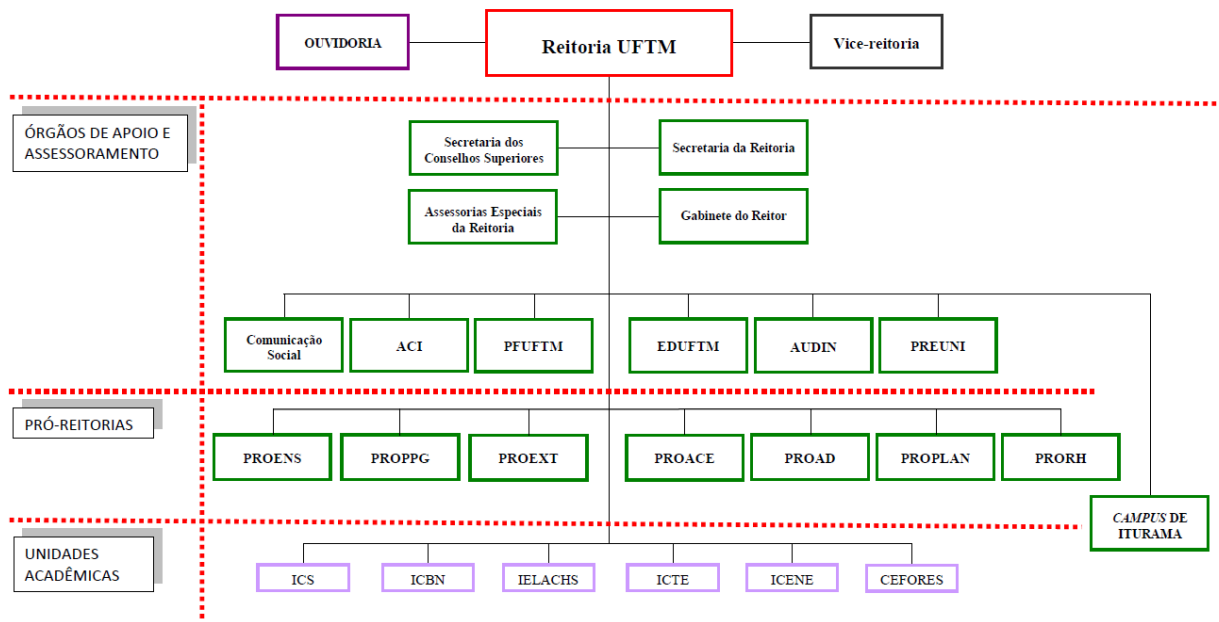 OUVIDORIA
Reitoria UFTM
Vice-reitoria
ÓRGÃOS DE APOIO E
ASSESSORAMENTO
Secretaria dos
Conselhos Superiores
Secretaria da Reitoria
Assessorias Especiais
da Reitoria
Gabinete do Reitor
Comunicação
Social
ACI
PFUFTM
EDUFTM
AUDIN
PREUNI
PRÓ-REITORIAS
PROENS
PROPPG
PROEXT
PROACE
PROAD
PROPLAN
PRORH
CAMPUS DE
ITURAMA
UNIDADES
ACADÊMICAS
ICS
ICBN
IELACHS
ICTE
ICENE
CEFORES